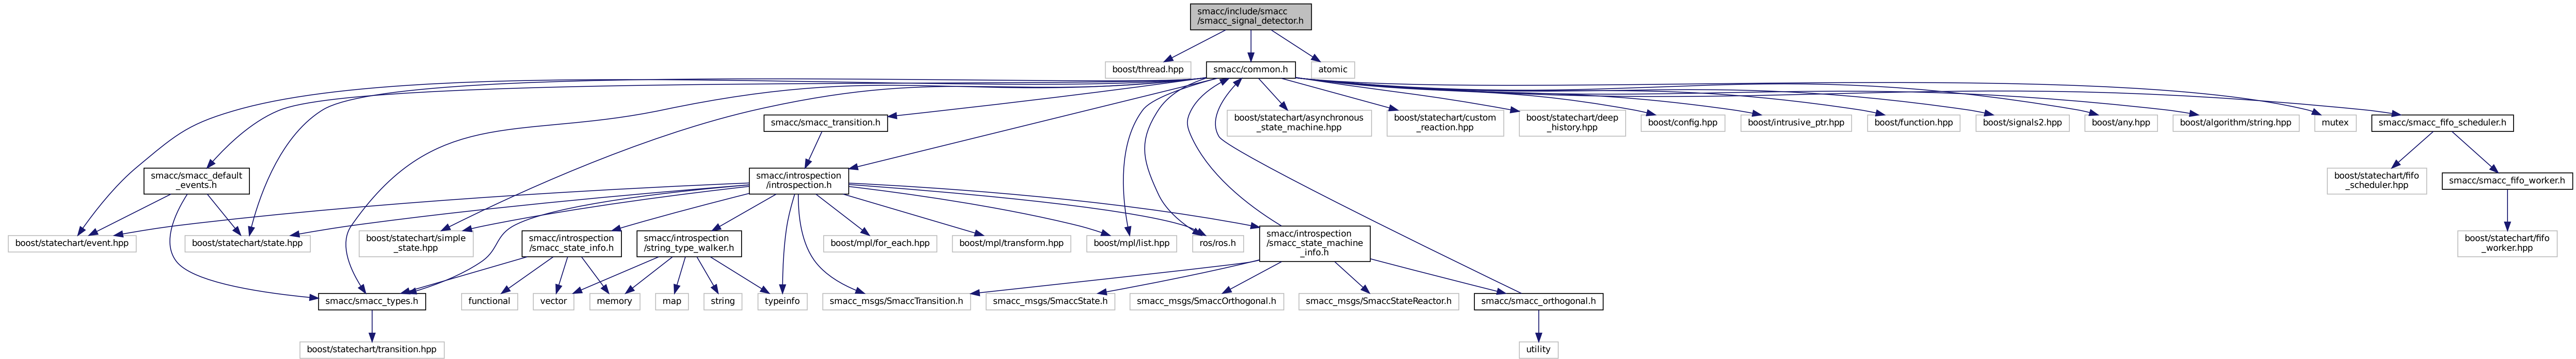 smacc/include/smacc
/smacc_signal_detector.h
boost/thread.hpp
smacc/common.h
atomic
smacc/smacc_transition.h
boost/statechart/asynchronous
_state_machine.hpp
boost/statechart/custom
_reaction.hpp
boost/statechart/deep
_history.hpp
boost/config.hpp
boost/intrusive_ptr.hpp
boost/function.hpp
boost/signals2.hpp
boost/any.hpp
boost/algorithm/string.hpp
mutex
smacc/smacc_fifo_scheduler.h
smacc/smacc_default
_events.h
smacc/introspection
/introspection.h
boost/statechart/fifo
_scheduler.hpp
smacc/smacc_fifo_worker.h
boost/statechart/event.hpp
boost/statechart/state.hpp
boost/statechart/simple
_state.hpp
smacc/introspection
/smacc_state_info.h
smacc/introspection
/string_type_walker.h
boost/mpl/for_each.hpp
boost/mpl/transform.hpp
boost/mpl/list.hpp
ros/ros.h
smacc/introspection
/smacc_state_machine
_info.h
boost/statechart/fifo
_worker.hpp
smacc/smacc_types.h
functional
vector
memory
map
string
typeinfo
smacc_msgs/SmaccTransition.h
smacc_msgs/SmaccState.h
smacc_msgs/SmaccOrthogonal.h
smacc_msgs/SmaccStateReactor.h
smacc/smacc_orthogonal.h
boost/statechart/transition.hpp
utility